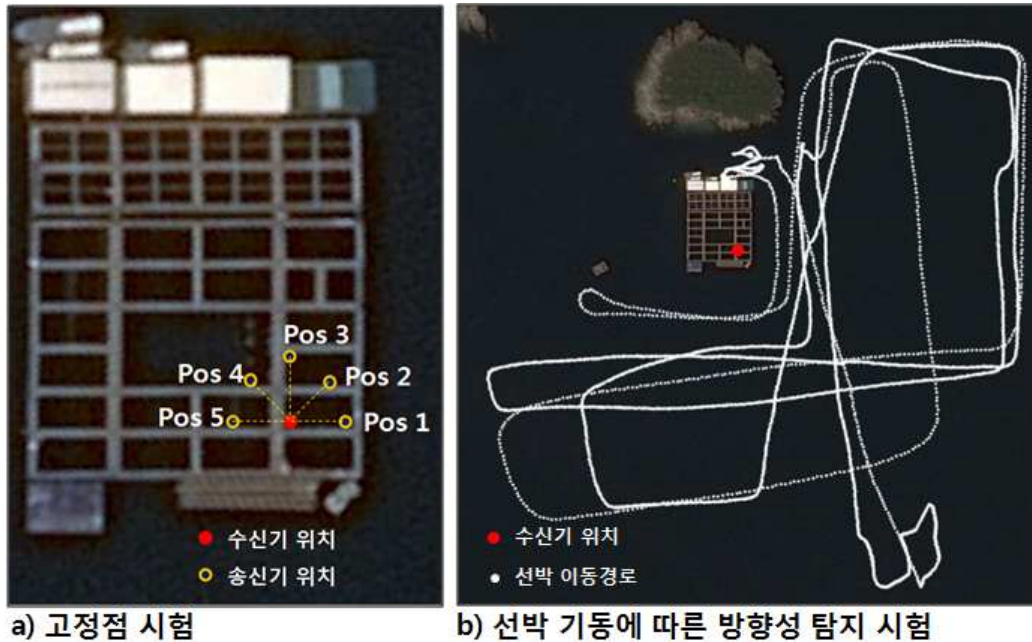 Pos 3
Pos 4
Pos 2
Pos 5
Pos 1
수신기 위치
송신기 위치
수신기 위치
선박 이동경로
a) 고정점 시험
b) 선박 기동에 따른 방향성 탐지 시험